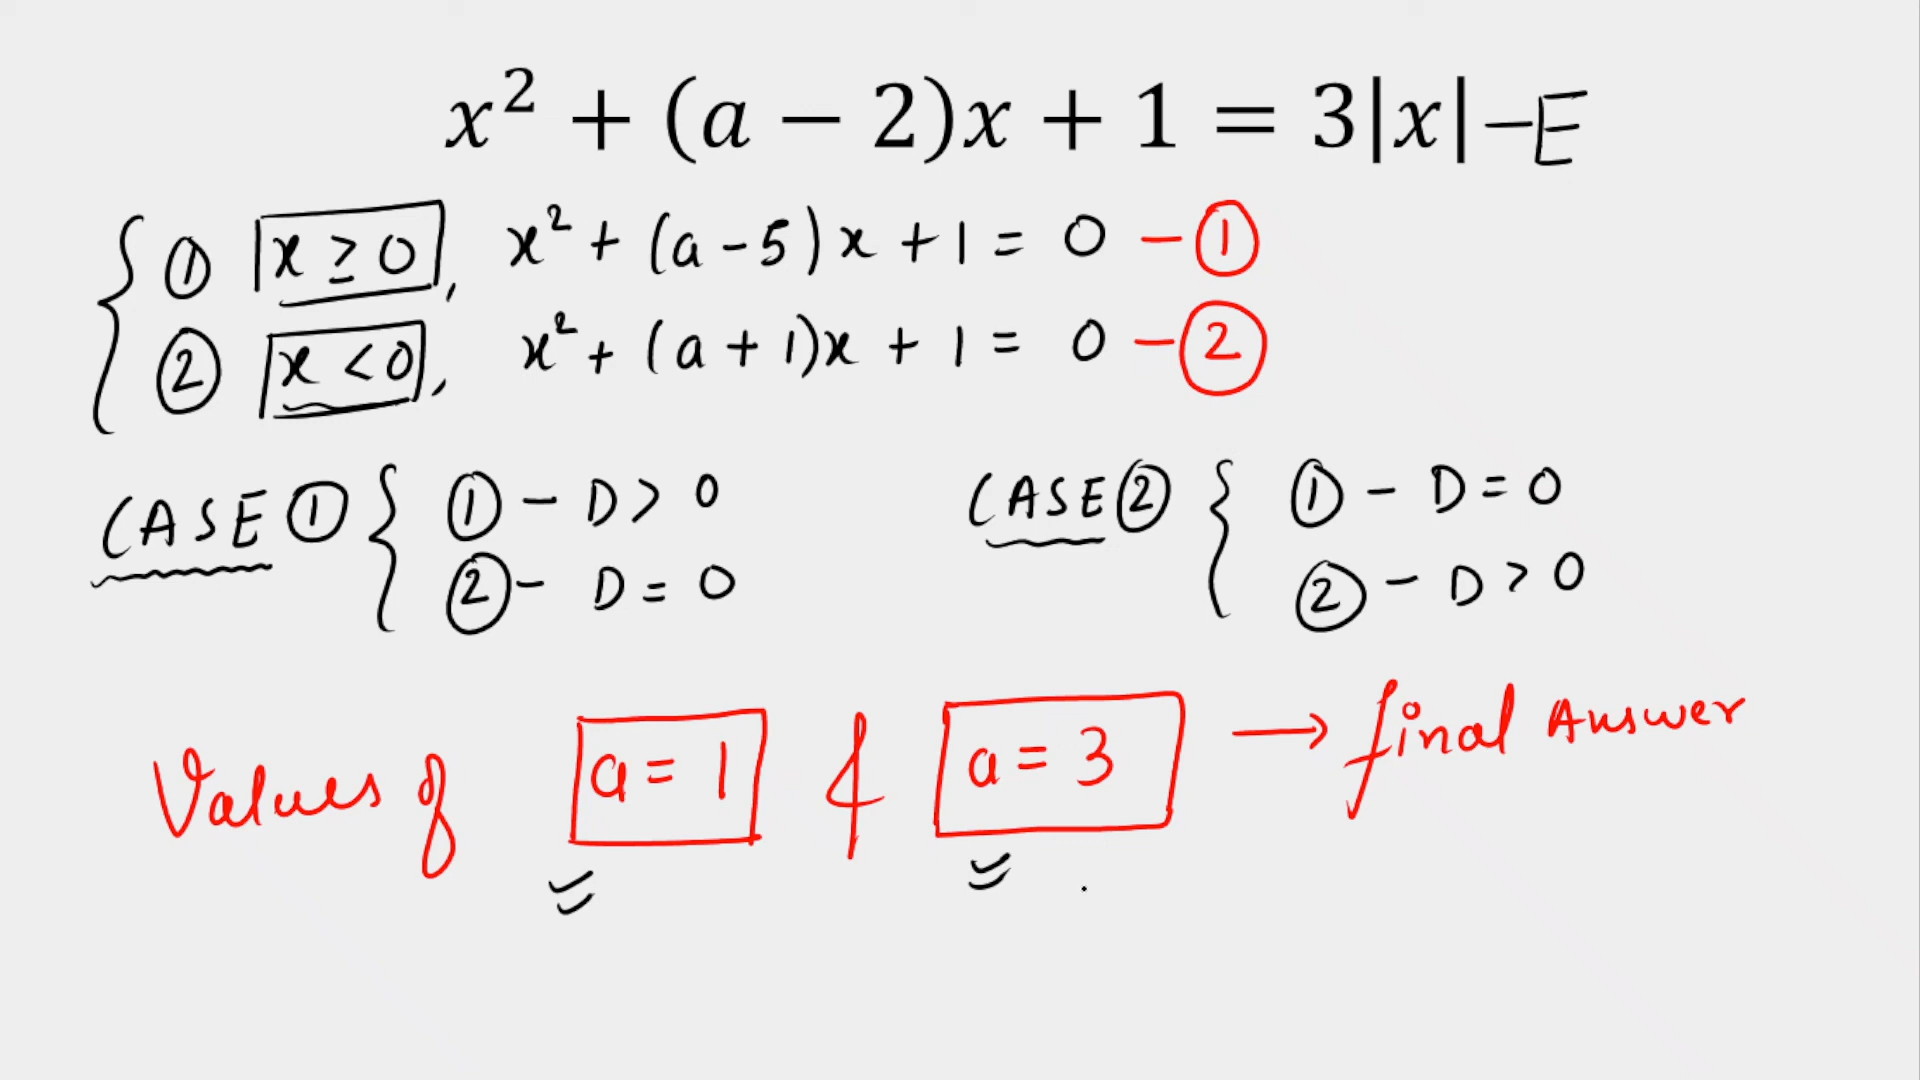 x² + (a − 2)x + 1 = 3|x| – E
① x ≥ 0, x² + (a - 5)x + 1 = 0 - ①
② x < 0, x² + (a + 1)x + 1 = 0 - ②
CASE ① { ① - D > 0
② - D = 0
CASE ② { ① - D = 0
② - D > 0
Values of a = 1 & a = 3 → final Answer